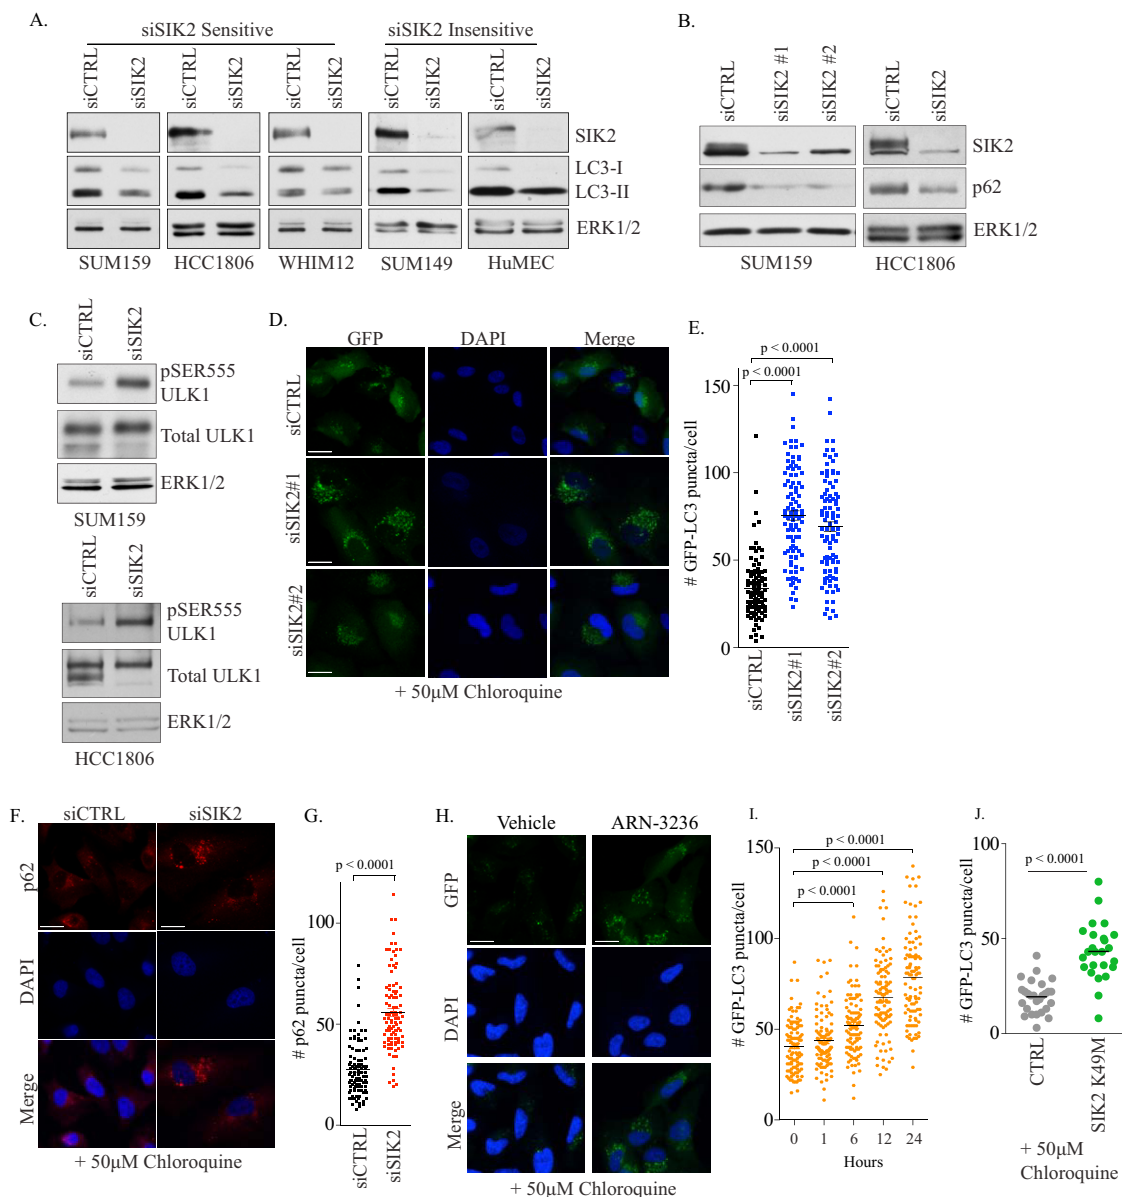 A.
siSIK2 Sensitive
siSIK2 Insensitive
siCTRL siSIK2 siCTRL siSIK2 siCTRL siSIK2 siCTRL siSIK2 siCTRL siSIK2
SIK2
LC3-I
LC3-II
ERK1/2
SUM159 HCC1806 WHIM12 SUM149 HuMEC
B.
siCTRL siSIK2 #1 siSIK2 #2 siCTRL siSIK2
SIK2
p62
ERK1/2
SUM159 HCC1806
C.
siCTRL siSIK2
pSER555
ULK1
Total ULK1
ERK1/2
SUM159
siCTRL siSIK2
pSER555
ULK1
Total ULK1
ERK1/2
HCC1806
D.
GFP DAPI Merge
siCTRL
siSIK2#1
siSIK2#2
+ 50µM Chloroquine
E.
p < 0.0001
p < 0.0001
150
100
50
0
# GFP-LC3 puncta/cell
siCTRL siSIK2#1 siSIK2#2
F.
siCTRL siSIK2
p62
DAPI
Merge
+ 50µM Chloroquine
G.
p < 0.0001
100
50
0
# p62 puncta/cell
siCTRL siSIK2
H.
Vehicle ARN-3236
GFP
DAPI
Merge
+ 50µM Chloroquine
I.
p < 0.0001
p < 0.0001
p < 0.0001
150
100
50
0
# GFP-LC3 puncta/cell
0 1 6 12 24
Hours
J.
100
p < 0.0001
50
0
# GFP-LC3 puncta/cell
CTRL SIK2 K49M
+ 50µM
Chloroquine